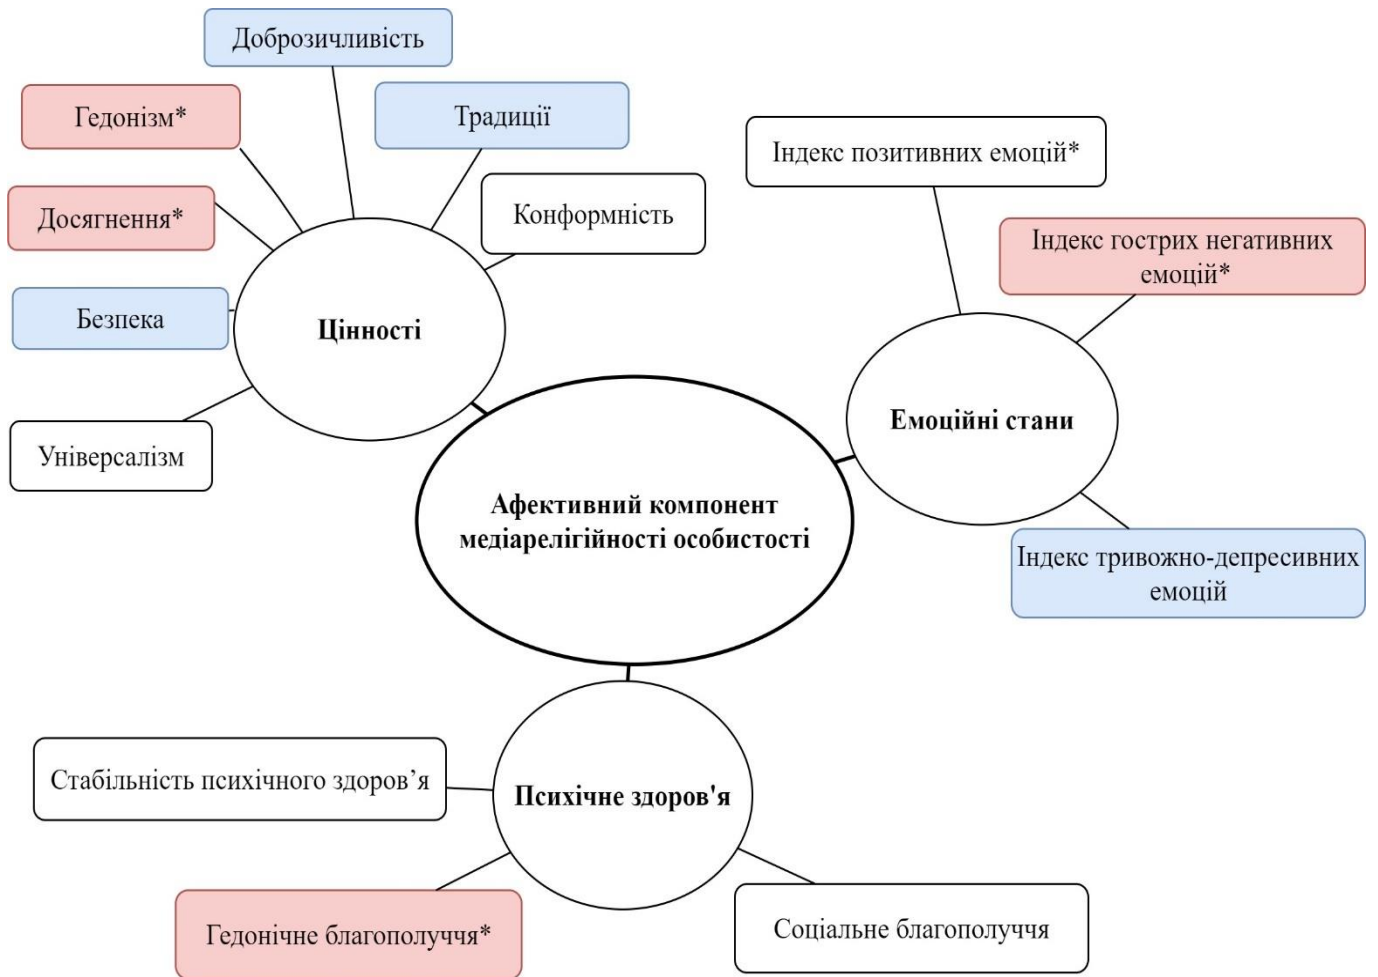 Доброзичливість
Гедонізм*
Традиції
Досягнення*
Конформність
Безпека
Цінності
Універсалізм
Індекс позитивних емоцій*
Індекс гострих негативних
емоцій*
Емоційні стани
Індекс тривожно-депресивних
емоцій
Афективний компонент
медіарелігійності особистості
Стабільність психічного здоров’я
Психічне здоров'я
Гедонічне благополуччя*
Соціальне благополуччя